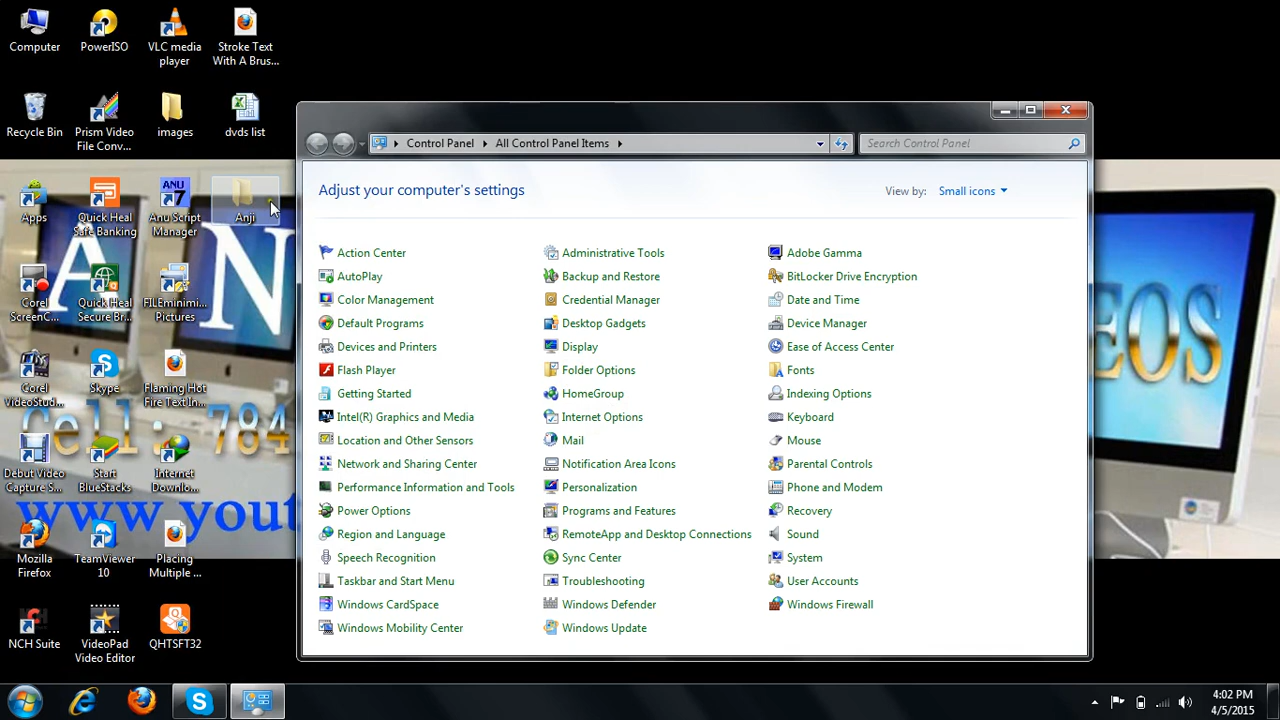 Computer
PowerISO
VLC media
player
Stroke Text
With A Brus...
Recycle Bin
Prism Video
File Conv...
images
dvds list
Apps
Quick Heal
Safe Banking
Anu Script
Manager
Anji
Corel
ScreenC...
Quick Heal
Secure Br...
FILEminimi...
Pictures
Corel
VideoStud...
Skype
Flaming Hot
Fire Text In...
Debut Video
Capture S...
Start
BlueStacks
Internet
Downlo...
Mozilla
Firefox
TeamViewer
10
Placing
Multiple ...
NCH Suite
VideoPad
Video Editor
QHTSFT32
ANU
7
A N
EOS
Cell: 784
www.yout
Control Panel
All Control Panel Items
Search Control Panel
Adjust your computer's settings
View by: Small icons
Action Center
Administrative Tools
Adobe Gamma
AutoPlay
Backup and Restore
BitLocker Drive Encryption
Color Management
Credential Manager
Date and Time
Default Programs
Desktop Gadgets
Device Manager
Devices and Printers
Display
Ease of Access Center
Flash Player
Folder Options
Fonts
Getting Started
HomeGroup
Indexing Options
Intel(R) Graphics and Media
Internet Options
Keyboard
Location and Other Sensors
Mail
Mouse
Network and Sharing Center
Notification Area Icons
Parental Controls
Performance Information and Tools
Personalization
Phone and Modem
Power Options
Programs and Features
Recovery
Region and Language
RemoteApp and Desktop Connections
Sound
Speech Recognition
Sync Center
System
Taskbar and Start Menu
Troubleshooting
User Accounts
Windows CardSpace
Windows Defender
Windows Firewall
Windows Mobility Center
Windows Update
4:02 PM
4/5/2015